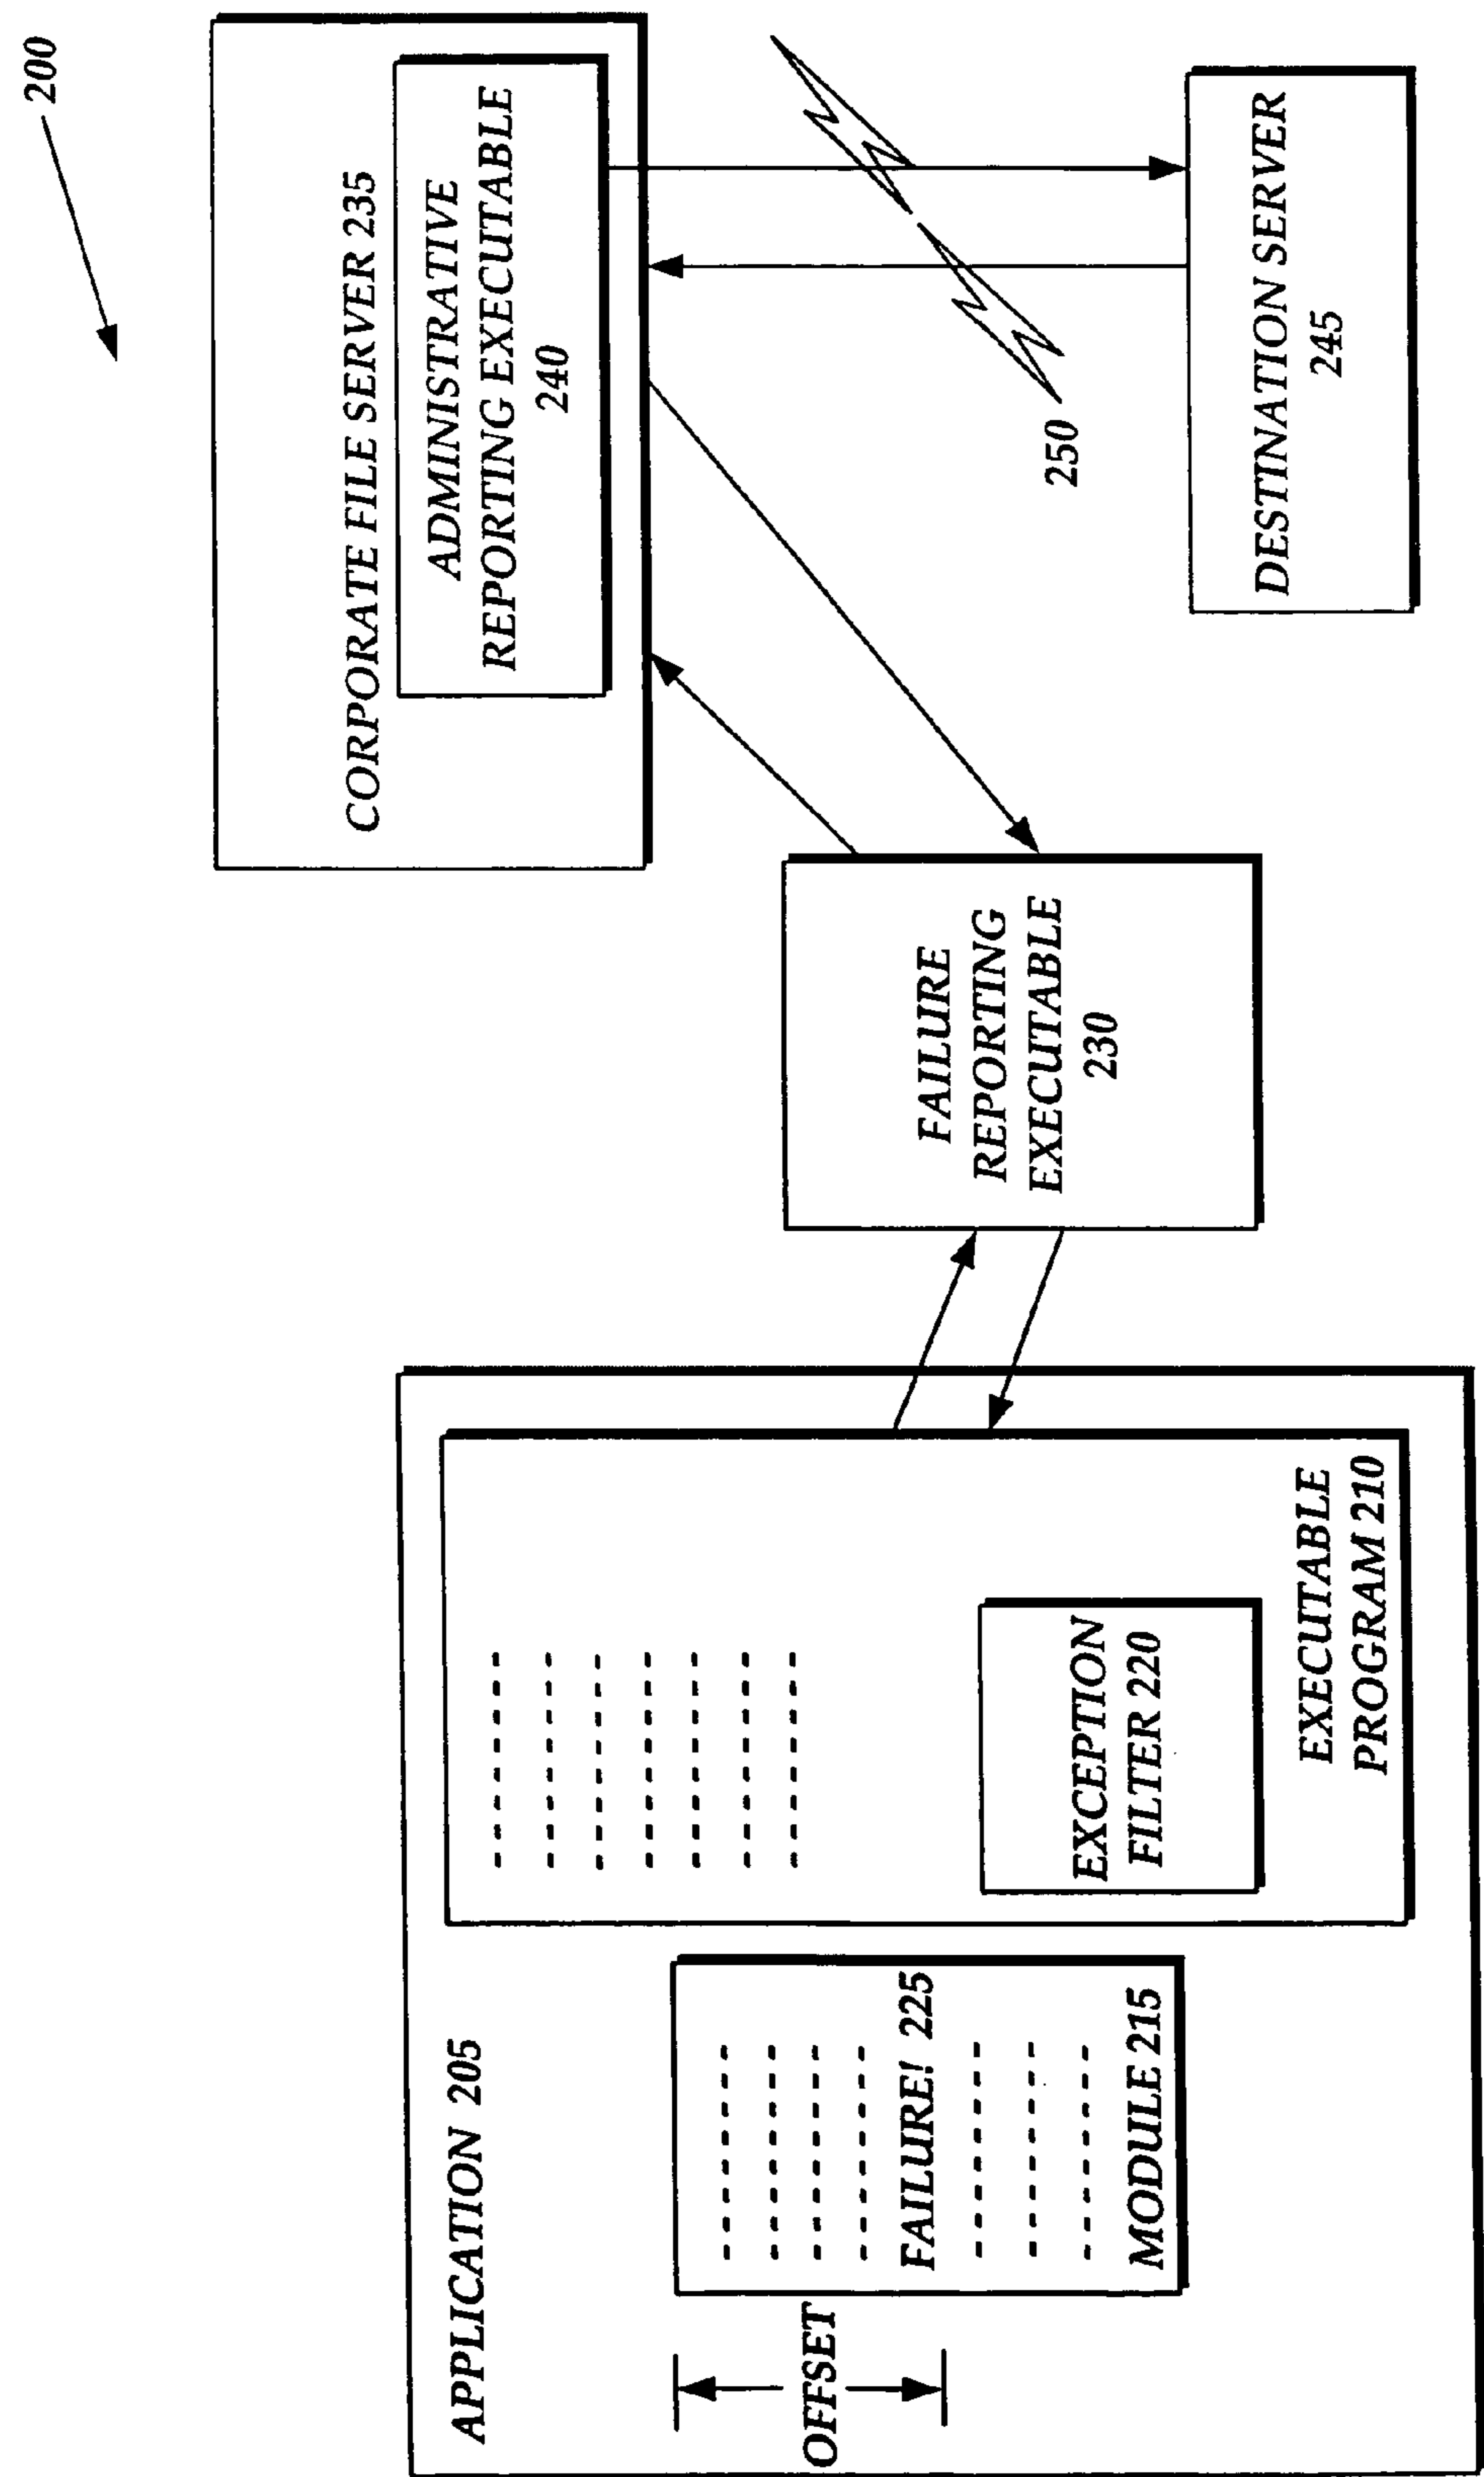 200
APPLICATION 205
OFFSET
FAILURE! 225
MODULE 215
EXCEPTION
FILTER 220
EXECUTABLE
PROGRAM 210
FAILURE
REPORTING
EXECUTABLE
230
CORPORATE FILE SERVER 235
ADMINISTRATIVE
REPORTING EXECUTABLE
240
250
DESTINATION SERVER
245